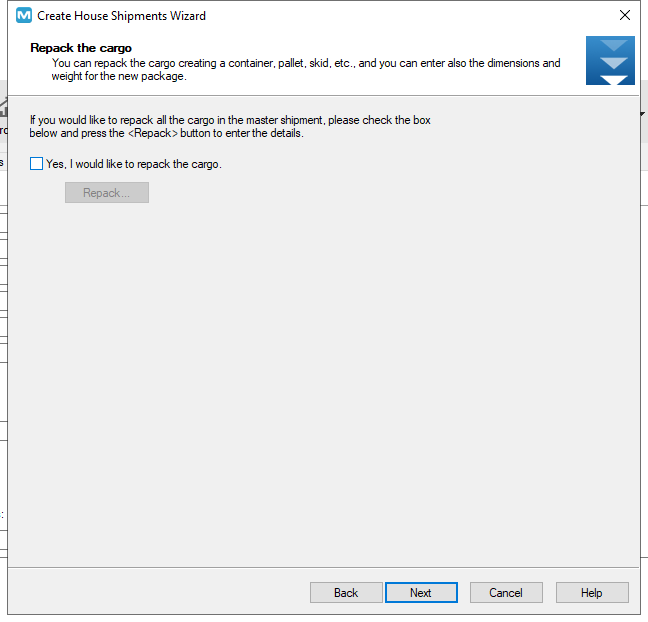 M Create House Shipments Wizard
Repack the cargo
You can repack the cargo creating a container, pallet, skid, etc., and you can enter also the dimensions and
weight for the new package.
If you would like to repack all the cargo in the master shipment, please check the box
below and press the <Repack> button to enter the details.
Yes, I would like to repack the cargo.
Repack...
Back Next Cancel Help